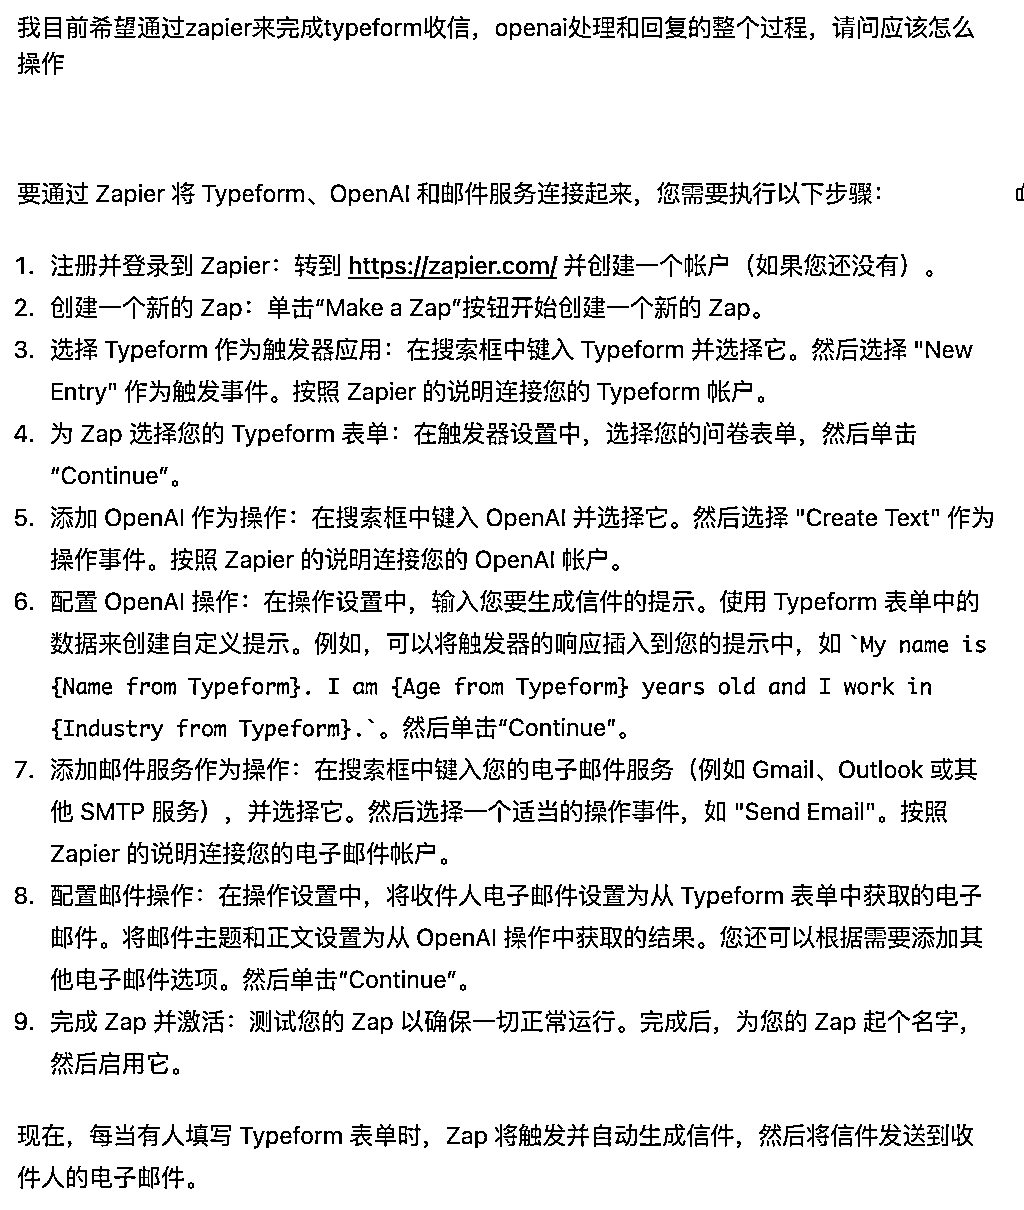 我目前希望通过zapier来完成typeform收信，openai处理和回复的整个过程，请问应该怎么
操作
要通过 Zapier 将 Typeform、OpenAI 和邮件服务连接起来，您需要执行以下步骤：
1. 注册并登录到 Zapier：转到 https://zapier.com/ 并创建一个帐户（如果您还没有）。
2. 创建一个新的 Zap：单击“Make a Zap”按钮开始创建一个新的 Zap。
3. 选择 Typeform 作为触发器应用：在搜索框中键入 Typeform 并选择它。然后选择 "New
Entry" 作为触发事件。按照 Zapier 的说明连接您的 Typeform 帐户。
4. 为 Zap 选择您的 Typeform 表单：在触发器设置中，选择您的问卷表单，然后单击
“Continue”。
5. 添加 OpenAI 作为操作：在搜索框中键入 OpenAI 并选择它。然后选择 "Create Text" 作为
操作事件。按照 Zapier 的说明连接您的 OpenAI 帐户。
6. 配置 OpenAI 操作：在操作设置中，输入您要生成信件的提示。使用 Typeform 表单中的
数据来创建自定义提示。例如，可以将触发器的响应插入到您的提示中，如 `My name is
{Name from Typeform}. I am {Age from Typeform} years old and I work in
{Industry from Typeform}.`。然后单击“Continue”。
7. 添加邮件服务作为操作：在搜索框中键入您的电子邮件服务（例如 Gmail、Outlook 或其
他 SMTP 服务），并选择它。然后选择一个适当的操作事件，如 "Send Email"。按照
Zapier 的说明连接您的电子邮件帐户。
8. 配置邮件操作：在操作设置中，将收件人电子邮件设置为从 Typeform 表单中获取的电子
邮件。将邮件主题和正文设置为从 OpenAI 操作中获取的结果。您还可以根据需要添加其
他电子邮件选项。然后单击“Continue”。
9. 完成 Zap 并激活：测试您的 Zap 以确保一切正常运行。完成后，为您的 Zap 起个名字，
然后启用它。
现在，每当有人填写 Typeform 表单时，Zap 将触发并自动生成信件，然后将信件发送到收
件人的电子邮件。